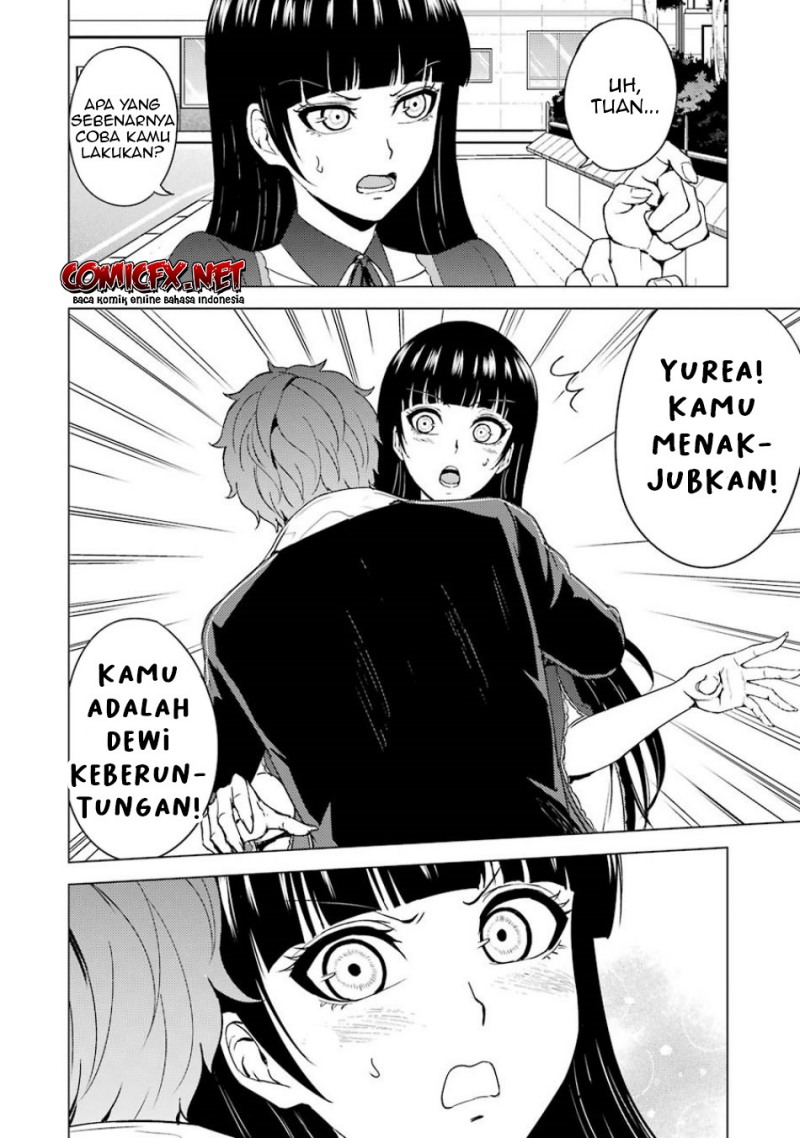 UH,
TUAN...
APA YANG
SEBENARNYA
COBA KAMU
LAKUKAN?
COMICFX.NET
Baca Komik Online Bahasa Indonesia
YUREA!
KAMU
MENAK-
JUBKAN!
KAMU
ADALAH
DEWI
KEBERUN-
TUNGAN!